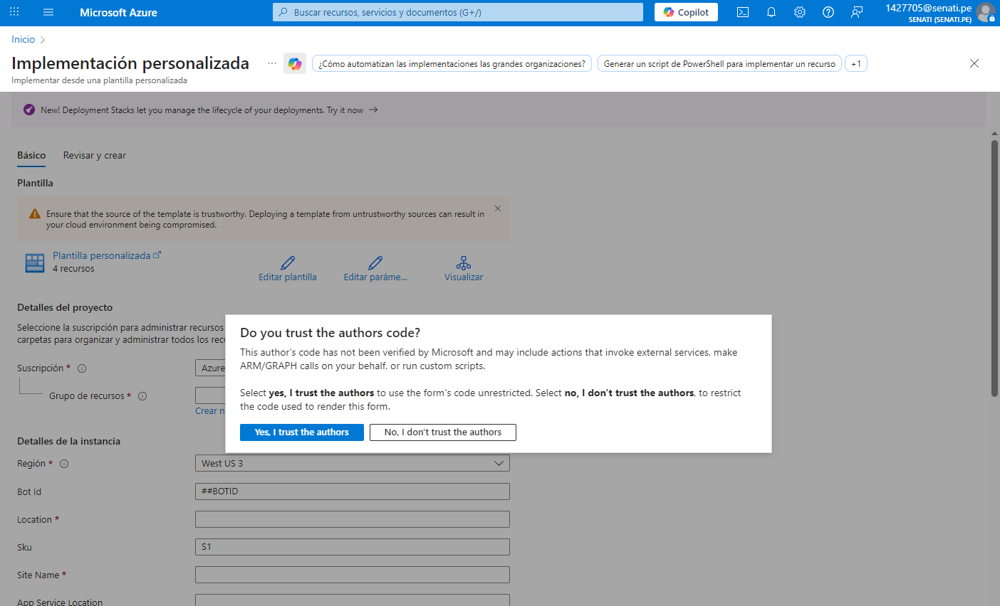 Microsoft Azure
Buscar recursos, servicios y documentos (G+/)
Copilot
1427705@senati.pe
SENATI (SENATI.PE)
Inicio
Implementación personalizada
...
¿Cómo automatizan las implementaciones las grandes organizaciones?
Generar un script de PowerShell para implementar un recurso
+1
Implementar desde una plantilla personalizada
New! Deployment Stacks let you manage the lifecycle of your deployments. Try it now →
Básico
Revisar y crear
Plantilla
Ensure that the source of the template is trustworthy. Deploying a template from untrustworthy sources can result in
your cloud environment being compromised.
Plantilla personalizada
4 recursos
Editar plantilla
Editar paráme...
Visualizar
Detalles del proyecto
Seleccione la suscripción para administrar recursos
carpetas para organizar y administrar todos los recu
Suscripción *
Azure
Grupo de recursos *
Crear n
Do you trust the authors code?
This author's code has not been verified by Microsoft and may include actions that invoke external services, make
ARM/GRAPH calls on your behalf, or run custom scripts.
Select yes, I trust the authors to use the form's code unrestricted. Select no, I don't trust the authors, to restrict
the code used to render this form.
Yes, I trust the authors
No, I don't trust the authors
Detalles de la instancia
Región *
West US 3
Bot Id
##BOTID
Location *
Sku
S1
Site Name *
App Service Location